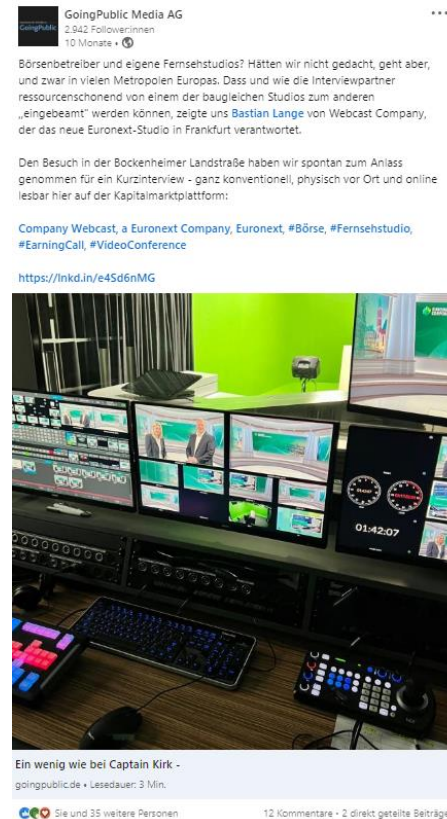 GoingPublic Media AG
GoingPublic
2.942 Follower:innen
10 Monate •
Börsenbetreiber und eigene Fernsehstudios? Hätten wir nicht gedacht, geht aber,
und zwar in vielen Metropolen Europas. Dass und wie die Interviewpartner
ressourcenschonend von einem der baugleichen Studios zum anderen
„eingebeamt" werden können, zeigte uns Bastian Lange von Webcast Company,
der das neue Euronext-Studio in Frankfurt verantwortet.
Den Besuch in der Bockenheimer Landstraße haben wir spontan zum Anlass
genommen für ein Kurzinterview - ganz konventionell, physisch vor Ort und online
lesbar hier auf der Kapitalmarktplattform:
Company Webcast, a Euronext Company, Euronext, #Börse, #Fernsehstudio,
#EarningCall, #VideoConference
https://lnkd.in/e4Sd6nMG
01:42:07
Ein wenig wie bei Captain Kirk -
goingpublic.de • Lesedauer: 3 Min.
Sie und 35 weitere Personen
12 Kommentare • 2 direkt geteilte Beiträge